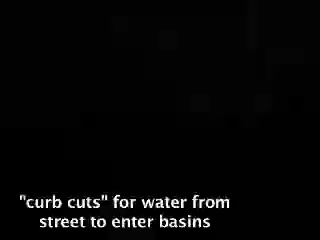 "curb cuts" for water from
street to enter basins